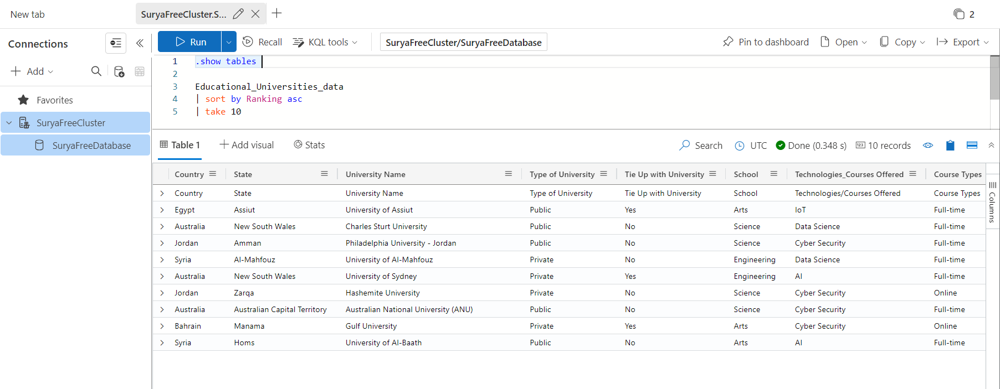 New tab
SuryaFreeCluster.S...
2
Connections
Run
Recall
KQL tools
SuryaFreeCluster/SuryaFreeDatabase
Pin to dashboard
Open
Copy
Export
Add
Favorites
SuryaFreeCluster
SuryaFreeDatabase
1 .show tables
2
3 Educational_Universities_data
4 | sort by Ranking asc
5 | take 10
Table 1
Add visual
Stats
Search
UTC
Done (0.348 s)
123 10 records
Country State University Name Type of University Tie Up with University School Technologies_Courses Offered Course Types
Country State University Name Type of University Tie Up with University School Technologies/Courses Offered Course Types
Egypt Assiut University of Assiut Public Yes Arts IoT Full-time
Australia New South Wales Charles Sturt University Public No Science Data Science Full-time
Jordan Amman Philadelphia University - Jordan Public No Science Cyber Security Full-time
Syria Al-Mahfouz University of Al-Mahfouz Private No Engineering Data Science Full-time
Australia New South Wales University of Sydney Private Yes Engineering AI Full-time
Jordan Zarqa Hashemite University Private No Science Cyber Security Online
Australia Australian Capital Territory Australian National University (ANU) Public No Science Cyber Security Full-time
Bahrain Manama Gulf University Private Yes Arts Cyber Security Online
Syria Homs University of Al-Baath Public No Arts AI Full-time
Columns